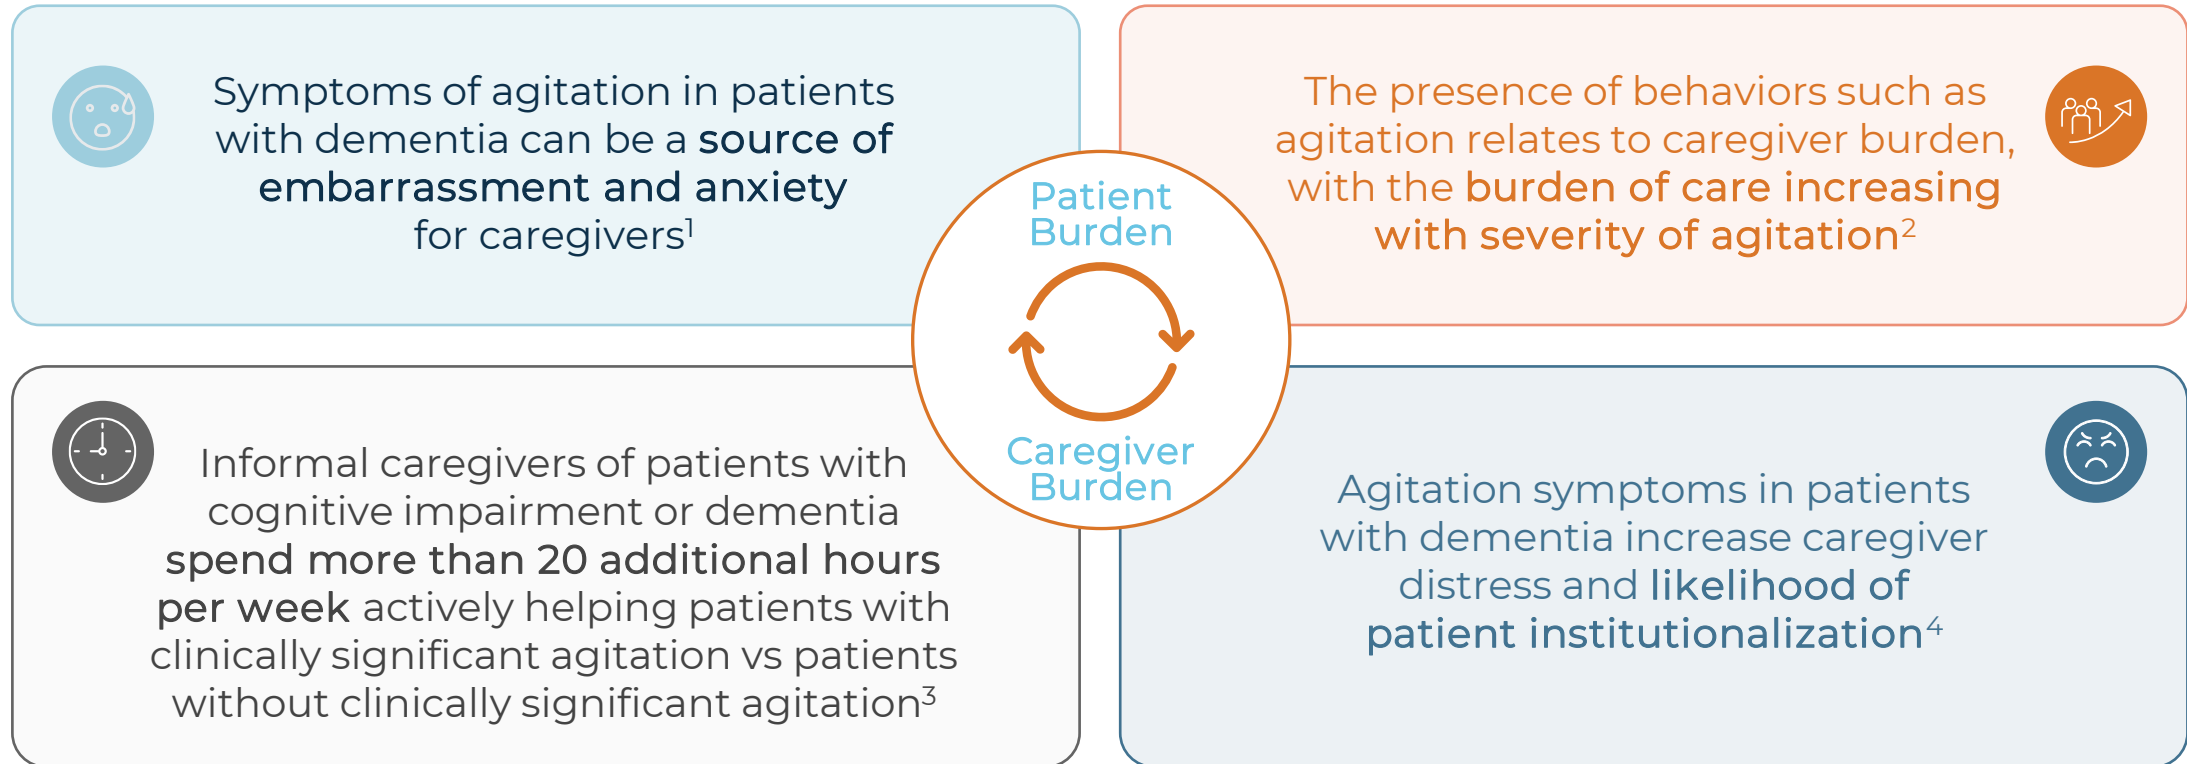 Symptoms of agitation in patients
with dementia can be a source of
embarrassment and anxiety
for caregivers¹
The presence of behaviors such as
agitation relates to caregiver burden,
with the burden of care increasing
with severity of agitation²
Patient
Burden
Caregiver
Burden
Informal caregivers of patients with
cognitive impairment or dementia
spend more than 20 additional hours
per week actively helping patients with
clinically significant agitation vs patients
without clinically significant agitation³
Agitation symptoms in patients
with dementia increase caregiver
distress and likelihood of
patient institutionalization⁴